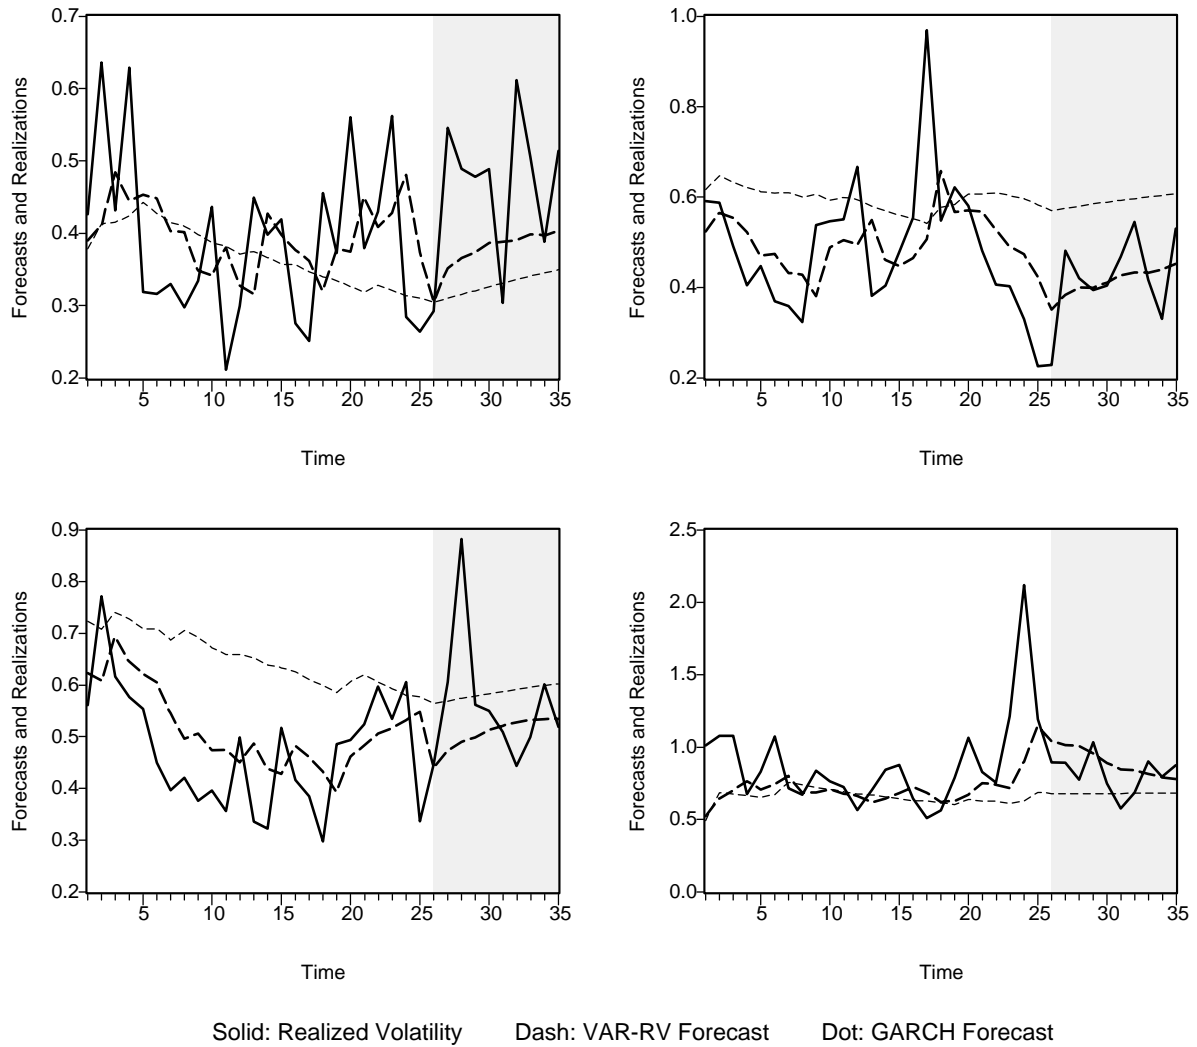 0.7
0.6
0.5
0.4
0.3
0.2
Forecasts and Realizations
5 10 15 20 25 30 35
Time
1.0
0.8
0.6
0.4
0.2
Forecasts and Realizations
5 10 15 20 25 30 35
Time
0.9
0.8
0.7
0.6
0.5
0.4
0.3
0.2
Forecasts and Realizations
5 10 15 20 25 30 35
Time
2.5
2.0
1.5
1.0
0.5
0.0
Forecasts and Realizations
5 10 15 20 25 30 35
Time
Solid: Realized Volatility Dash: VAR-RV Forecast Dot: GARCH Forecast